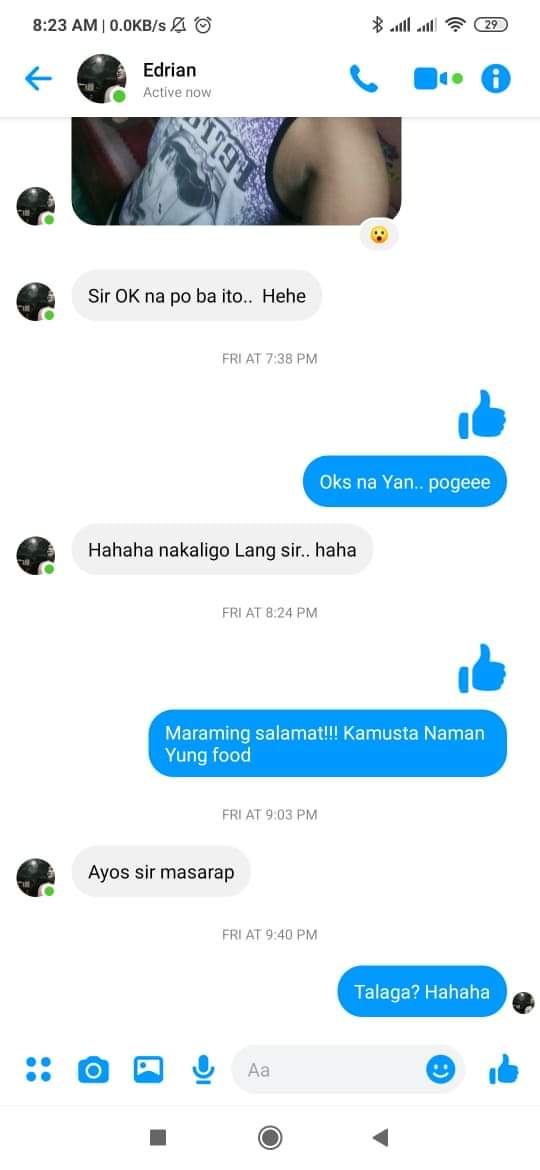 8:23 AM | 0.0KB/s
29
Edrian
Active now
Sir OK na po ba ito.. Hehe
FRI AT 7:38 PM
Oks na Yan.. pogeee
Hahaha nakaligo Lang sir.. haha
FRI AT 8:24 PM
Maraming salamat!!! Kamusta Naman
Yung food
FRI AT 9:03 PM
Ayos sir masarap
FRI AT 9:40 PM
Talaga? Hahaha
Aa